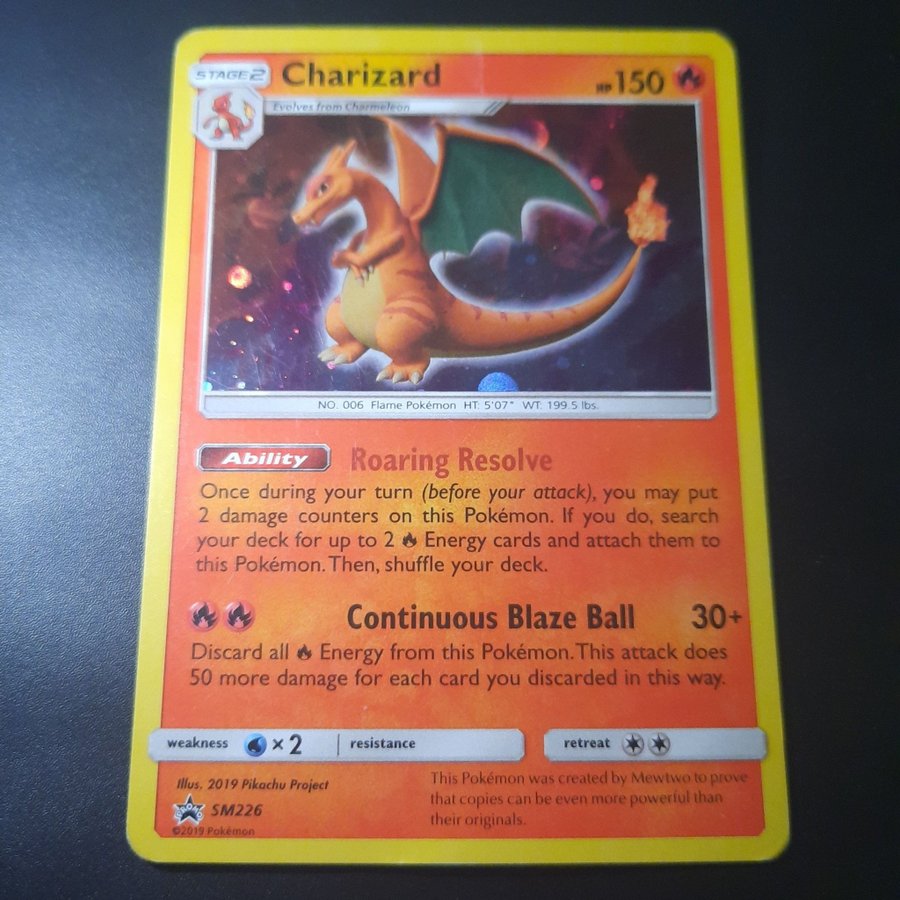 STAGE 2 Charizard HP 150
Evolves from Charmeleon
NO. 006 Flame Pokémon HT: 5'07" WT: 199.5 lbs.
Ability Roaring Resolve
Once during your turn (before your attack), you may put
2 damage counters on this Pokémon. If you do, search
your deck for up to 2 Energy cards and attach them to
this Pokémon. Then, shuffle your deck.
Continuous Blaze Ball 30+
Discard all Energy from this Pokémon. This attack does
50 more damage for each card you discarded in this way.
weakness × 2 resistance retreat
Illus. 2019 Pikachu Project
PROMO SM226
©2019 Pokémon
This Pokémon was created by Mewtwo to prove
that copies can be even more powerful than
their originals.